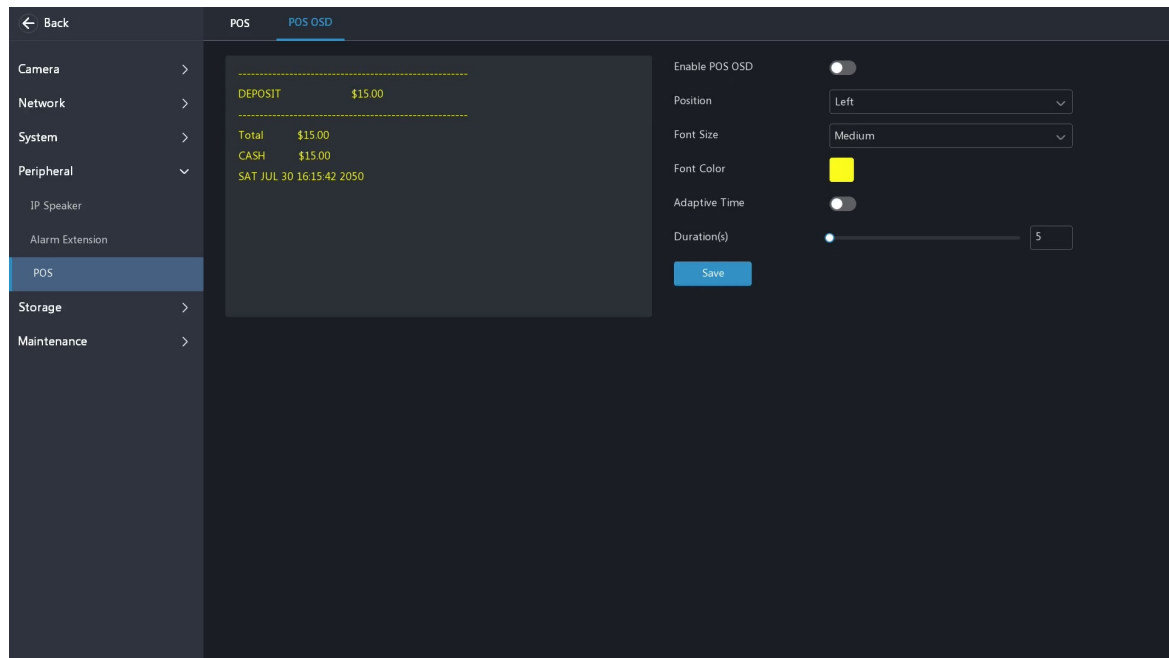 Back
POS POS OSD
Camera
Network
System
Peripheral
IP Speaker
Alarm Extension
POS
Storage
Maintenance
------------------------------------------------------
DEPOSIT $15.00
------------------------------------------------------
Total $15.00
CASH $15.00
SAT JUL 30 16:15:42 2050
Enable POS OSD
Position Left
Font Size Medium
Font Color
Adaptive Time
Duration(s) 5
Save